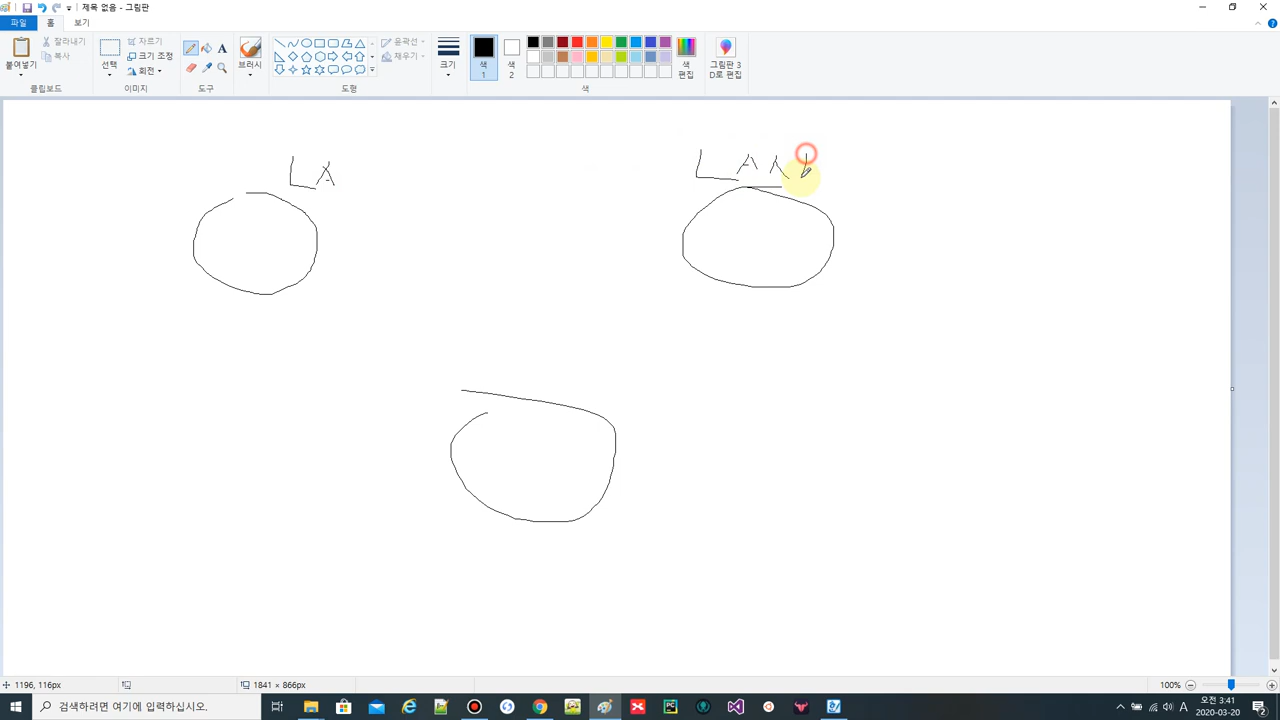 제목 없음 - 그림판
파일 홈 보기
붙여넣기
잘라내기
복사
클립보드
선택
자르기
크기 조정
회전
이미지
도구
브러시
윤곽선
채우기
도형
크기
색 1
색 2
색 편집
색
그림판 3D로 편집
LA
LA
1196, 116px
1841 × 866px
100%
검색하려면 여기에 입력하십시오.
A
오전 3:41
2020-03-20
2